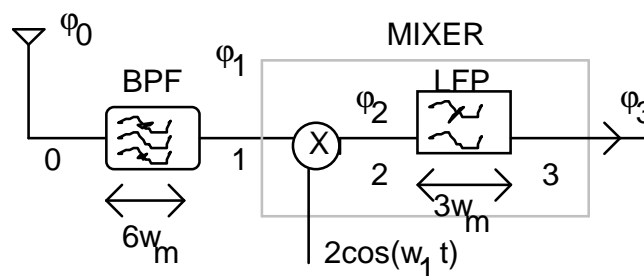 φ0
MIXER
BPF
φ1
LFP
φ2
φ3
X
0
1
2
3
6wm
3wm
2cos(w1 t)